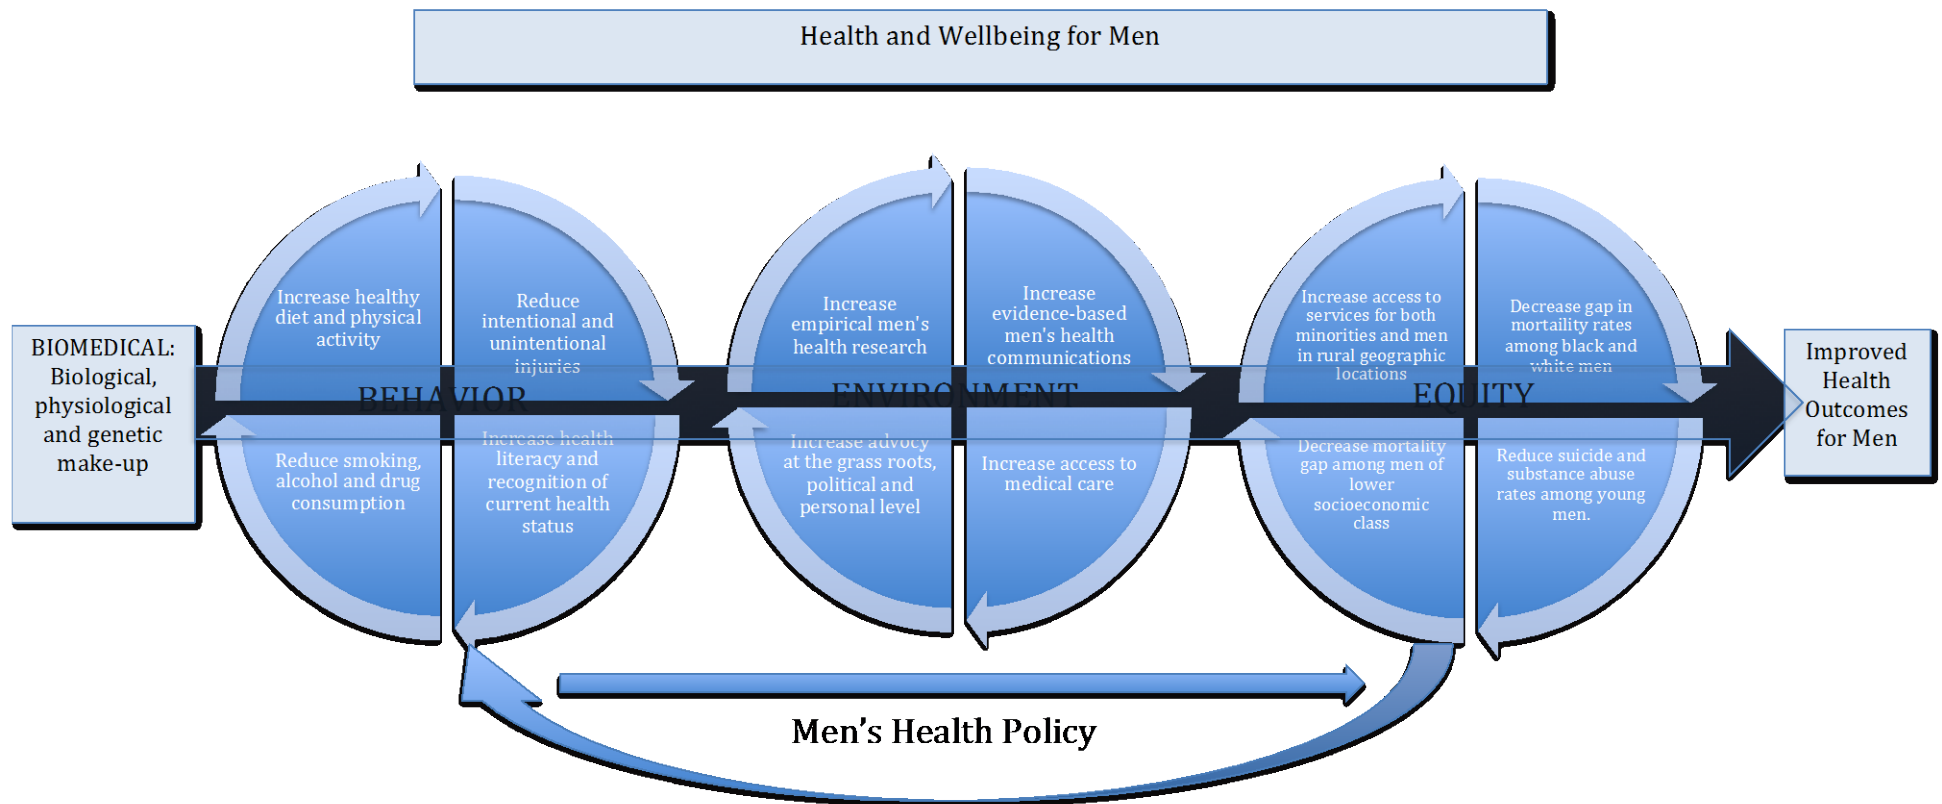 Health and Wellbeing for Men
BIOMEDICAL:
Biological,
physiological
and genetic
make-up
Increase healthy
diet and physical
activity
Reduce
intentional and
unintentional
injuries
BEHAVIOR
Reduce smoking,
alcohol and drug
consumption
Increase health
literacy and
recognition of
current health
status
Increase
empirical men's
health research
Increase
evidence-based
men's health
communications
ENVIRONMENT
Increase advocy
at the grass roots,
political and
personal level
Increase access to
medical care
Increase access to
services for both
minorities and men
in rural geographic
locations
Decrease gap in
mortaility rates
among black and
white men
EQUITY
Decrease mortality
gap among men of
lower
socioeconomic
class
Reduce suicide and
substance abuse
rates among young
men.
Improved
Health
Outcomes
for Men
Men’s Health Policy